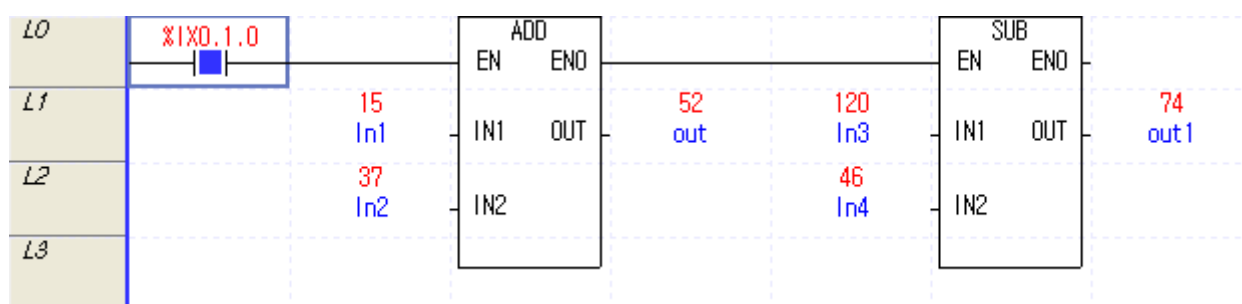 L0 %IX0.1.0 ADD SUB
EN ENO EN ENO
L1 15 52 120 74
In1 IN1 OUT out In3 IN1 OUT out1
L2 37 46
In2 IN2 In4 IN2
L3